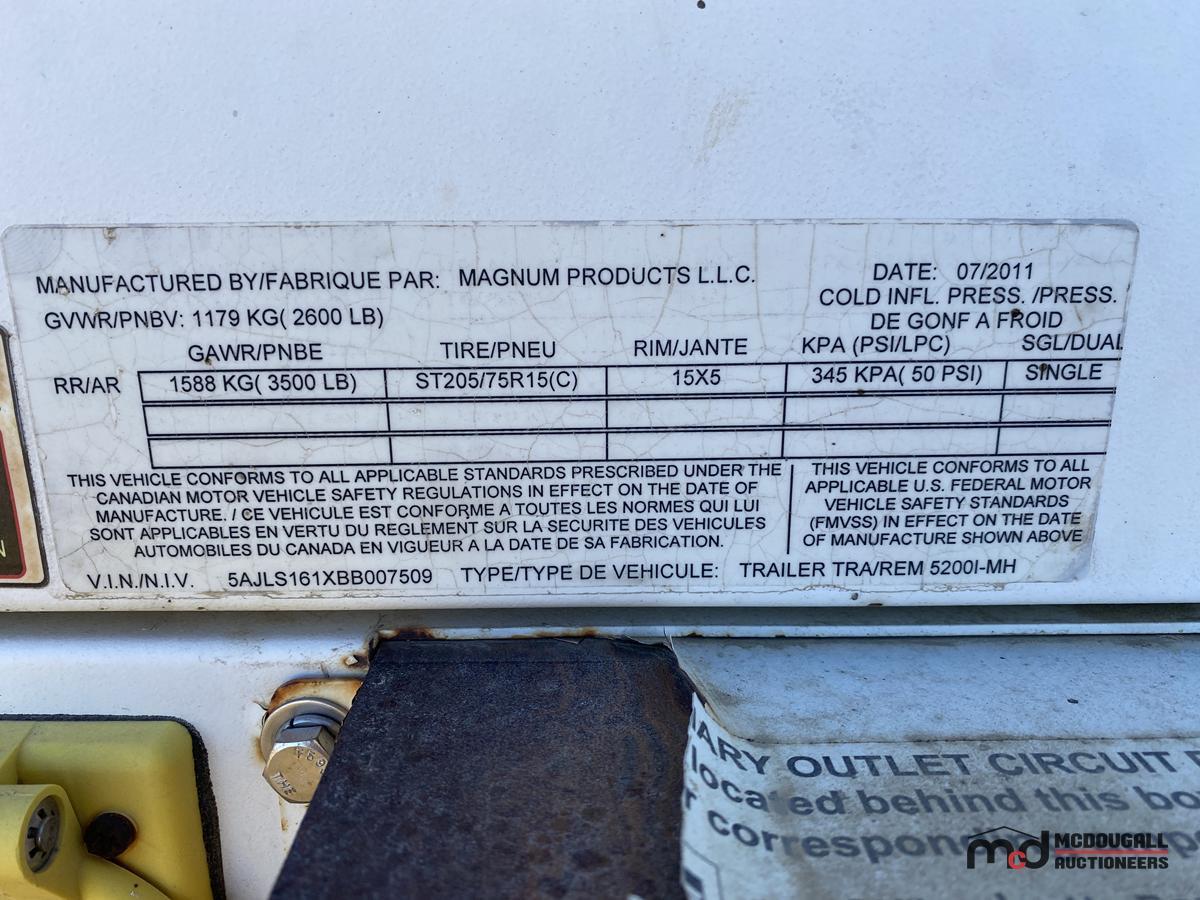 MANUFACTURED BY/FABRIQUE PAR: MAGNUM PRODUCTS L.L.C. DATE: 07/2011
GVWR/PNBV: 1179 KG( 2600 LB) COLD INFL. PRESS. /PRESS.
DE GONF A FROID
GAWR/PNBE TIRE/PNEU RIM/JANTE KPA (PSI/LPC) SGL/DUAL
RR/AR 1588 KG( 3500 LB) ST205/75R15(C) 15X5 345 KPA( 50 PSI) SINGLE
THIS VEHICLE CONFORMS TO ALL APPLICABLE STANDARDS PRESCRIBED UNDER THE
CANADIAN MOTOR VEHICLE SAFETY REGULATIONS IN EFFECT ON THE DATE OF
MANUFACTURE. / CE VEHICULE EST CONFORME A TOUTES LES NORMES QUI LUI
SONT APPLICABLES EN VERTU DU REGLEMENT SUR LA SECURITE DES VEHICULES
AUTOMOBILES DU CANADA EN VIGUEUR A LA DATE DE SA FABRICATION.
THIS VEHICLE CONFORMS TO ALL
APPLICABLE U.S. FEDERAL MOTOR
VEHICLE SAFETY STANDARDS
(FMVSS) IN EFFECT ON THE DATE
OF MANUFACTURE SHOWN ABOVE
V.I.N./N.I.V. 5AJLS161XBB007509 TYPE/TYPE DE VEHICULE: TRAILER TRA/REM 5200I-MH
OUTLET CIRCUIT
located behind this
mcd MCDOUGALL
AUCTIONEERS